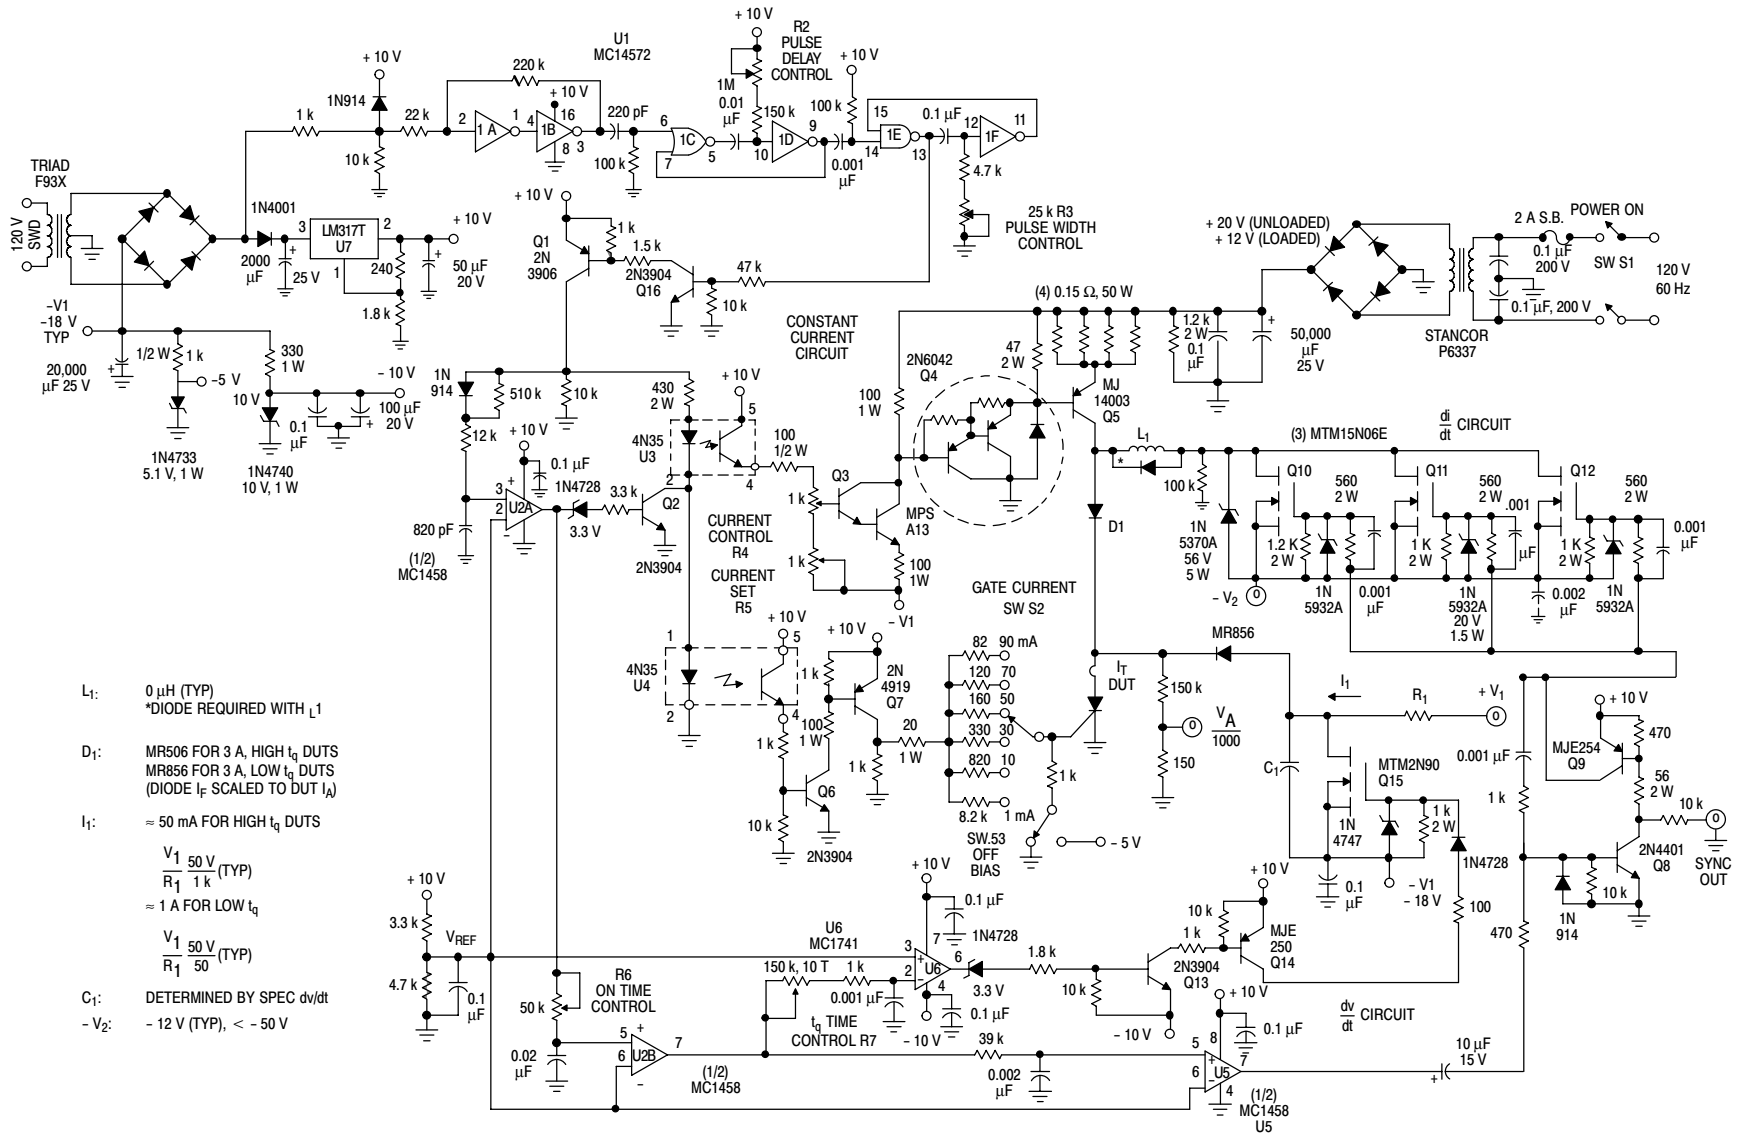 U1
MC14572
+ 10 V
R2
PULSE
DELAY
CONTROL
+ 10 V
220 k
+ 10 V
1N914
1 k
22 k
2
1 A
1
4
1B
16
8
3
220 pF
6
7
1C
5
100 k
1M
0.01
µF
150 k
10
1D
9
100 k
0.001
µF
+ 10 V
15
14
1E
13
0.1 µF
12
1F
11
4.7 k
25 k R3
PULSE WIDTH
CONTROL
10 k
TRIAD
F93X
120 V
SWD
1N4001
3
LM317T
U7
2
1
+ 10 V
2000
µF
25 V
240
1.8 k
50 µF
20 V
–V1
–18 V
TYP
20,000
µF 25 V
1/2 W
1 k
–5 V
1N4733
5.1 V, 1 W
330
1 W
10 V
1N4740
10 V, 1 W
– 10 V
0.1
µF
100 µF
20 V
+ 10 V
Q1
2N
3906
1 k
1.5 k
2N3904
Q16
47 k
10 k
CONSTANT
CURRENT
CIRCUIT
+ 20 V (UNLOADED)
+ 12 V (LOADED)
2 A S.B.
POWER ON
SW S1
0.1 µF
200 V
0.1 µF, 200 V
120 V
60 Hz
STANCOR
P6337
(4) 0.15 Ω, 50 W
1.2 k
2 W
0.1
µF
50,000
µF
25 V
2N6042
Q4
47
2 W
MJ
14003
Q5
100
1 W
1N
914
510 k
10 k
12 k
+ 10 V
0.1 µF
3
2
+
–
U2A
820 pF
(1/2)
MC1458
1N4728
3.3 V
3.3 k
Q2
2N3904
430
2 W
+ 10 V
4N35
U3
5
2
4
100
1/2 W
1 k
Q3
MPS
A13
CURRENT
CONTROL
R4
CURRENT
SET
R5
1 k
100
1W
– V1
di
dt
CIRCUIT
(3) MTM15N06E
L1
*
D1
100 k
1N
5370A
56 V
5 W
Q10
Q11
Q12
560
2 W
560
2 W
560
2 W
1.2 K
2 W
1N
5932A
0.001
µF
1 K
2 W
.001
µF
1N
5932A
20 V
1.5 W
1 K
2 W
0.002
µF
1N
5932A
0.001
µF
– V2
0
GATE CURRENT
SW S2
82 90 mA
120 70
160 50
330 30
820 10
8.2 k 1 mA
1 k
SW.53
OFF
BIAS
– 5 V
4N35
U4
1
2
5
4
+ 10 V
+ 10 V
1 k
2N
4919
Q7
100
1 W
1 k
Q6
10 k
2N3904
1 k
20
1 W
IT
DUT
150 k
0
VA
1000
150
MR856
I1
R1
+ V1
0
C1
MTM2N90
Q15
1N
4747
1 k
2 W
0.1
µF
– V1
– 18 V
1N4728
100
0.001 µF
1 k
+ 10 V
MJE254
Q9
470
56
2 W
10 k
0
SYNC
OUT
2N4401
Q8
10 k
1N
914
470
L1:
0 µH (TYP)
*DIODE REQUIRED WITH L1
D1:
MR506 FOR 3 A, HIGH tq DUTS
MR856 FOR 3 A, LOW tq DUTS
(DIODE IF SCALED TO DUT IA)
I1:
≈ 50 mA FOR HIGH tq DUTS
V1 50 V (TYP)
R1 1 k
≈ 1 A FOR LOW tq
V1 50 V (TYP)
R1 50
C1:
DETERMINED BY SPEC dv/dt
– V2:
– 12 V (TYP), < – 50 V
+ 10 V
3.3 k
VREF
4.7 k
0.1
µF
R6
ON TIME
CONTROL
50 k
0.02
µF
5
6
+
–
U2B
7
(1/2)
MC1458
U6
MC1741
150 k, 10 T
1 k
0.001 µF
tq TIME
CONTROL R7
+ 10 V
0.1 µF
3
2
7
6
4
+
–
U6
1N4728
3.3 V
0.1 µF
– 10 V
1.8 k
10 k
2N3904
Q13
– 10 V
1 k
10 k
+ 10 V
MJE
250
Q14
39 k
0.002
µF
5
6
8
7
4
+
–
U5
+ 10 V
0.1 µF
dv
dt
CIRCUIT
(1/2)
MC1458
U5
10 µF
15 V
+